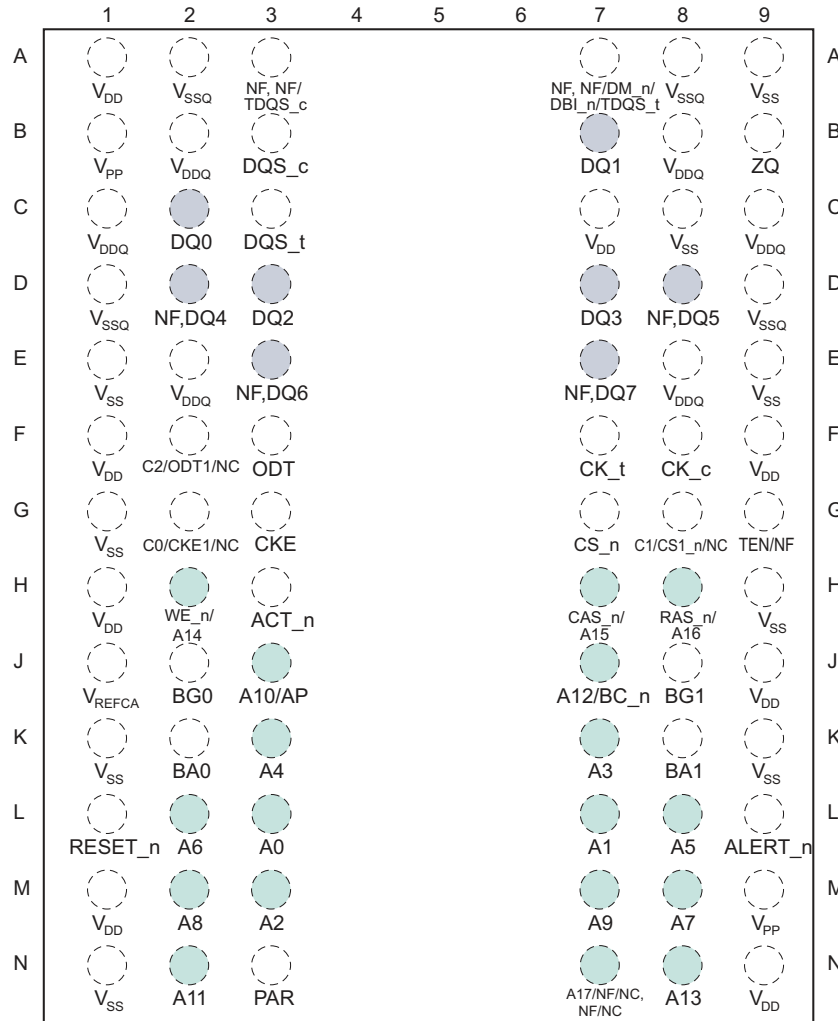 1 2 3 4 5 6 7 8 9
A A
VDD VSSQ NF, NF/ NF, NF/DM_n/ VSSQ VSS
TDQS_c DBI_n/TDQS_t
B B
VPP VDDQ DQS_c DQ1 VDDQ ZQ
C C
VDDQ DQ0 DQS_t VDD VSS VDDQ
D D
VSSQ NF,DQ4 DQ2 DQ3 NF,DQ5 VSSQ
E E
VSS VDDQ NF,DQ6 NF,DQ7 VDDQ VSS
F F
VDD C2/ODT1/NC ODT CK_t CK_c VDD
G G
VSS C0/CKE1/NC CKE CS_n C1/CS1_n/NC TEN/NF
H H
VDD WE_n/ ACT_n CAS_n/ RAS_n/ VSS
A14 A15 A16
J J
VREFCA BG0 A10/AP A12/BC_n BG1 VDD
K K
VSS BA0 A4 A3 BA1 VSS
L L
RESET_n A6 A0 A1 A5 ALERT_n
M M
VDD A8 A2 A9 A7 VPP
N N
VSS A11 PAR A17/NF/NC, A13 VDD
NF/NC